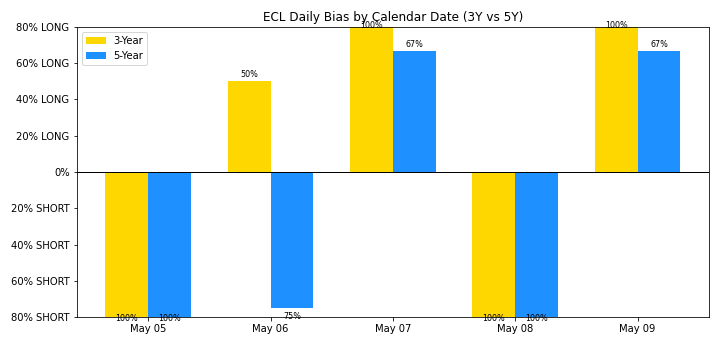 ECL Daily Bias by Calendar Date (3Y vs 5Y)
3-Year
5-Year
80% LONG
60% LONG
40% LONG
20% LONG
0%
20% SHORT
40% SHORT
60% SHORT
80% SHORT
100%
100%
50%
75%
100%
67%
100%
100%
100%
67%
May 05
May 06
May 07
May 08
May 09